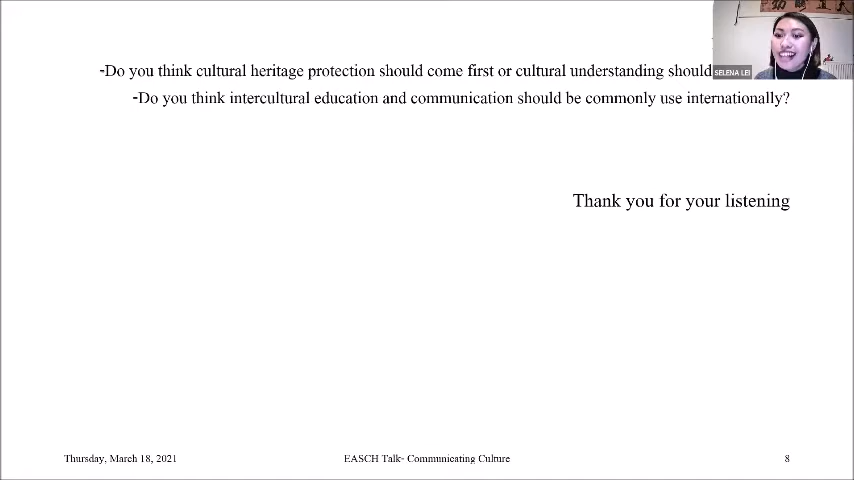 -Do you think cultural heritage protection should come first or cultural understanding should
SELENA LEI
-Do you think intercultural education and communication should be commonly use internationally?
Thank you for your listening
Thursday, March 18, 2021
EASCH Talk- Communicating Culture
8